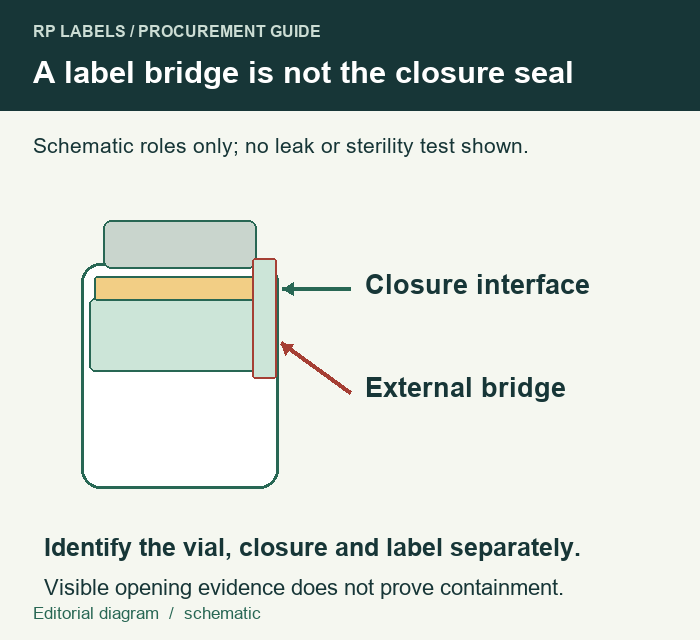 RP LABELS / PROCUREMENT GUIDE
A label bridge is not the closure seal
Schematic roles only; no leak or sterility test shown.
Closure interface
External bridge
Identify the vial, closure and label separately.
Visible opening evidence does not prove containment.
Editorial diagram / schematic